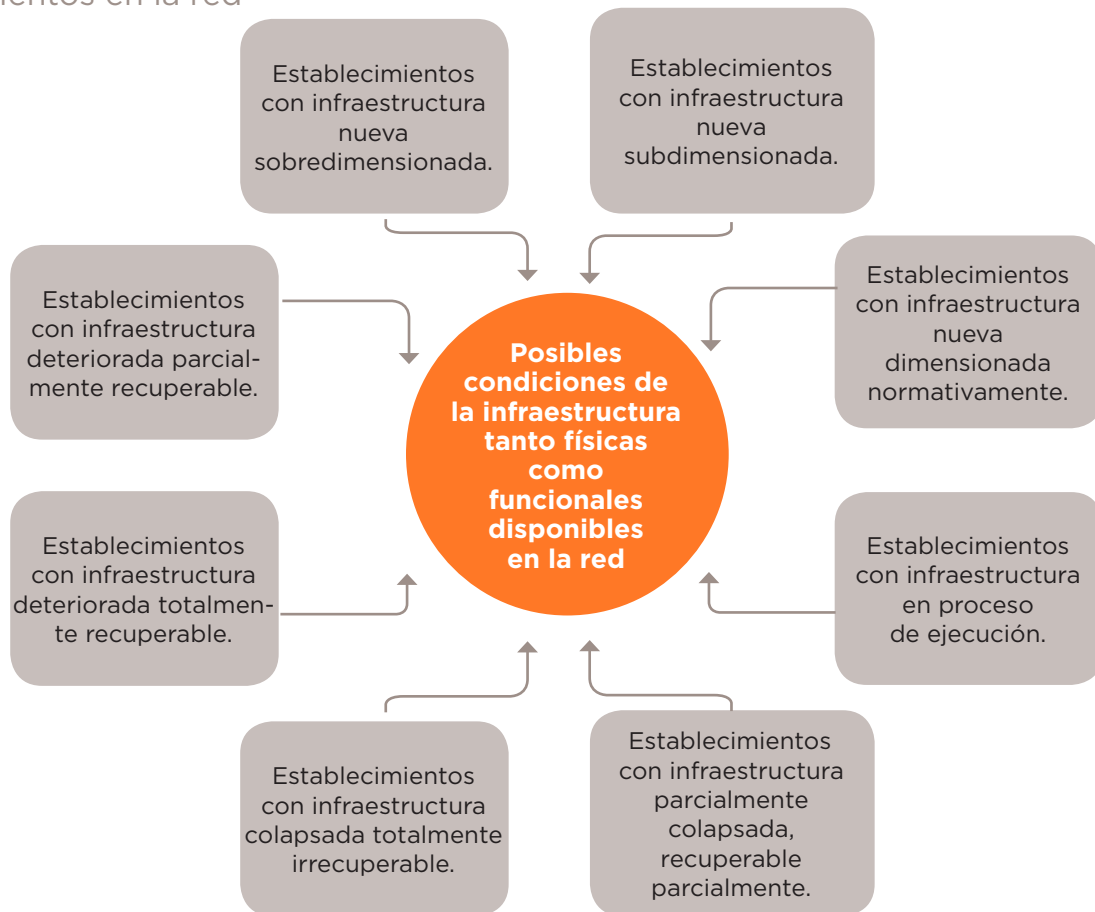 en la red
Establecimientos
con infraestructura
nueva
sobredimensionada.
Establecimientos
con infraestructura
nueva
subdimensionada.
Establecimientos
con infraestructura
deteriorada parcial-
mente recuperable.
Posibles
condiciones de
la infraestructura
tanto físicas
como
funcionales
disponibles
en la red
Establecimientos
con infraestructura
nueva
dimensionada
normativamente.
Establecimientos
con infraestructura
deteriorada totalmen-
te recuperable.
Establecimientos
con infraestructura
en proceso
de ejecución.
Establecimientos
con infraestructura
colapsada totalmente
irrecuperable.
Establecimientos
con infraestructura
parcialmente
colapsada,
recuperable
parcialmente.